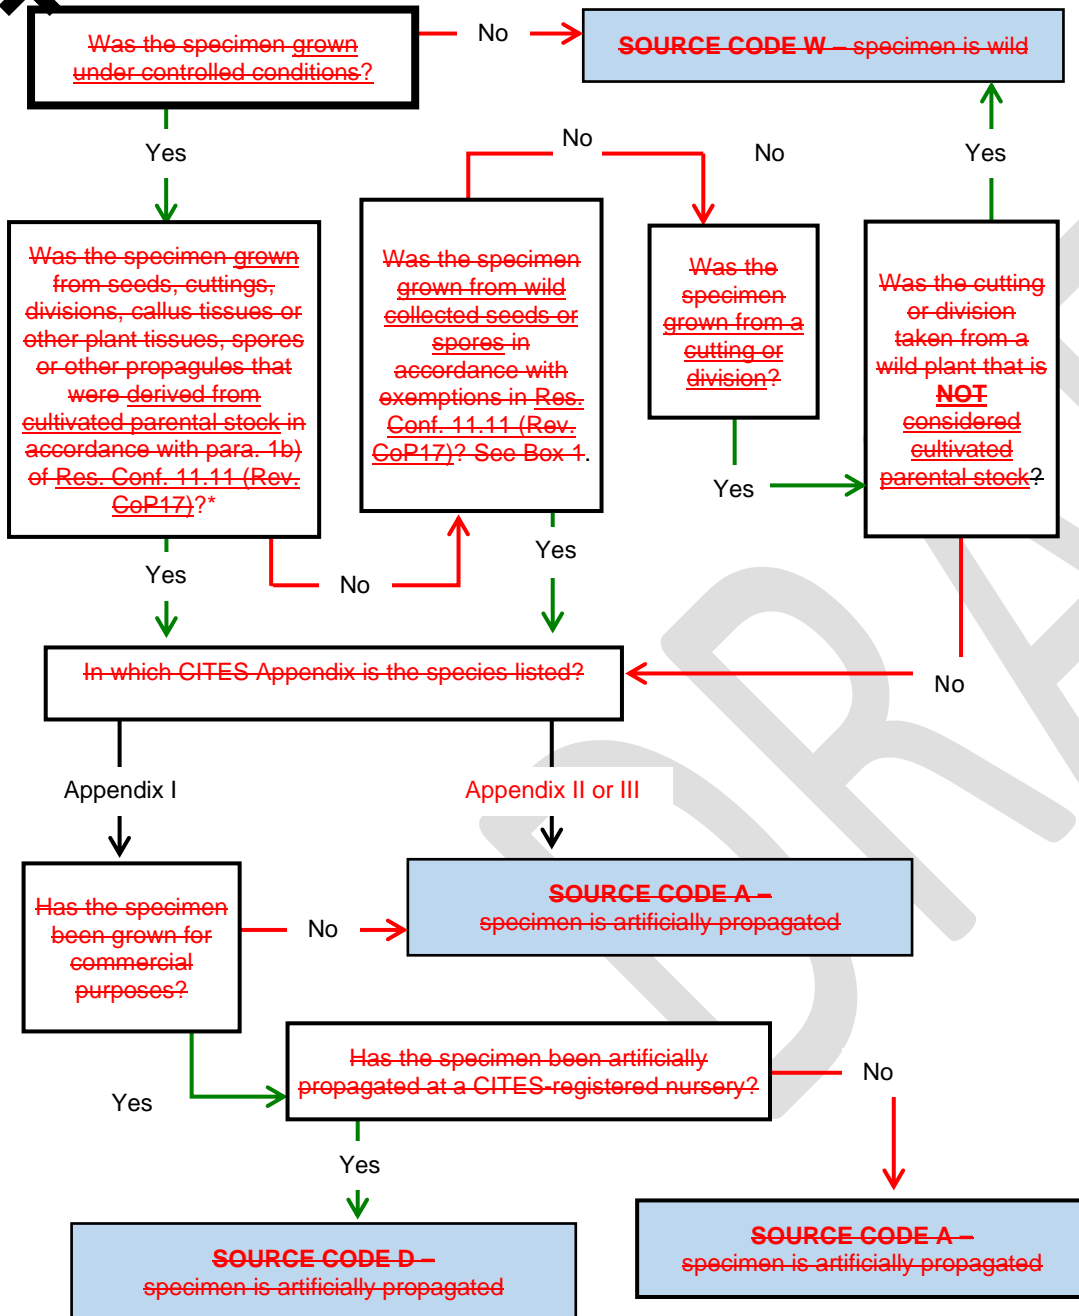 Was the specimen grown
under controlled conditions?
No
SOURCE CODE W – specimen is wild
Yes
No
No
Yes
Was the specimen grown
from seeds, cuttings,
divisions, callus tissues or
other plant tissues, spores
or other propagules that
were derived from
cultivated parental stock in
accordance with para. 1b)
of Res. Conf. 11.11 (Rev.
CoP17)?*
Was the specimen
grown from wild
collected seeds or
spores in
accordance with
exemptions in Res.
Conf. 11.11 (Rev.
CoP17)? See Box 1.
Was the
specimen
grown from a
cutting or
division?
Was the cutting
or division
taken from a
wild plant that is
NOT
considered
cultivated
parental stock?
Yes
No
Yes
Yes
In which CITES Appendix is the species listed?
No
Appendix I
Appendix II or III
Has the specimen
been grown for
commercial
purposes?
No
SOURCE CODE A –
specimen is artificially propagated
Yes
Has the specimen been artificially
propagated at a CITES-registered nursery?
No
Yes
SOURCE CODE D –
specimen is artificially propagated
SOURCE CODE A –
specimen is artificially propagated